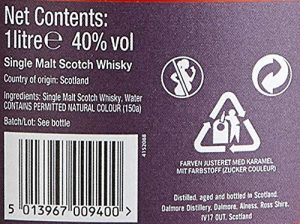 Net Contents:
1litre℮ 40% vol
Single Malt Scotch Whisky
Country of origin: Scotland
Ingredients: Single Malt Scotch Whisky, Water
CONTAINS PERMITTED NATURAL COLOUR (150a)
Batch/Lot: See bottle
4152068
5 013967 009400 >
FARVEN JUSTERET MED KARAMEL
MIT FARBSTOFF (ZUCKER COULEUR)
Distilled, aged and bottled in Scotland.
Dalmore Distillery, Dalmore, Alness, Ross Shire,
IV17 0UT, Scotland